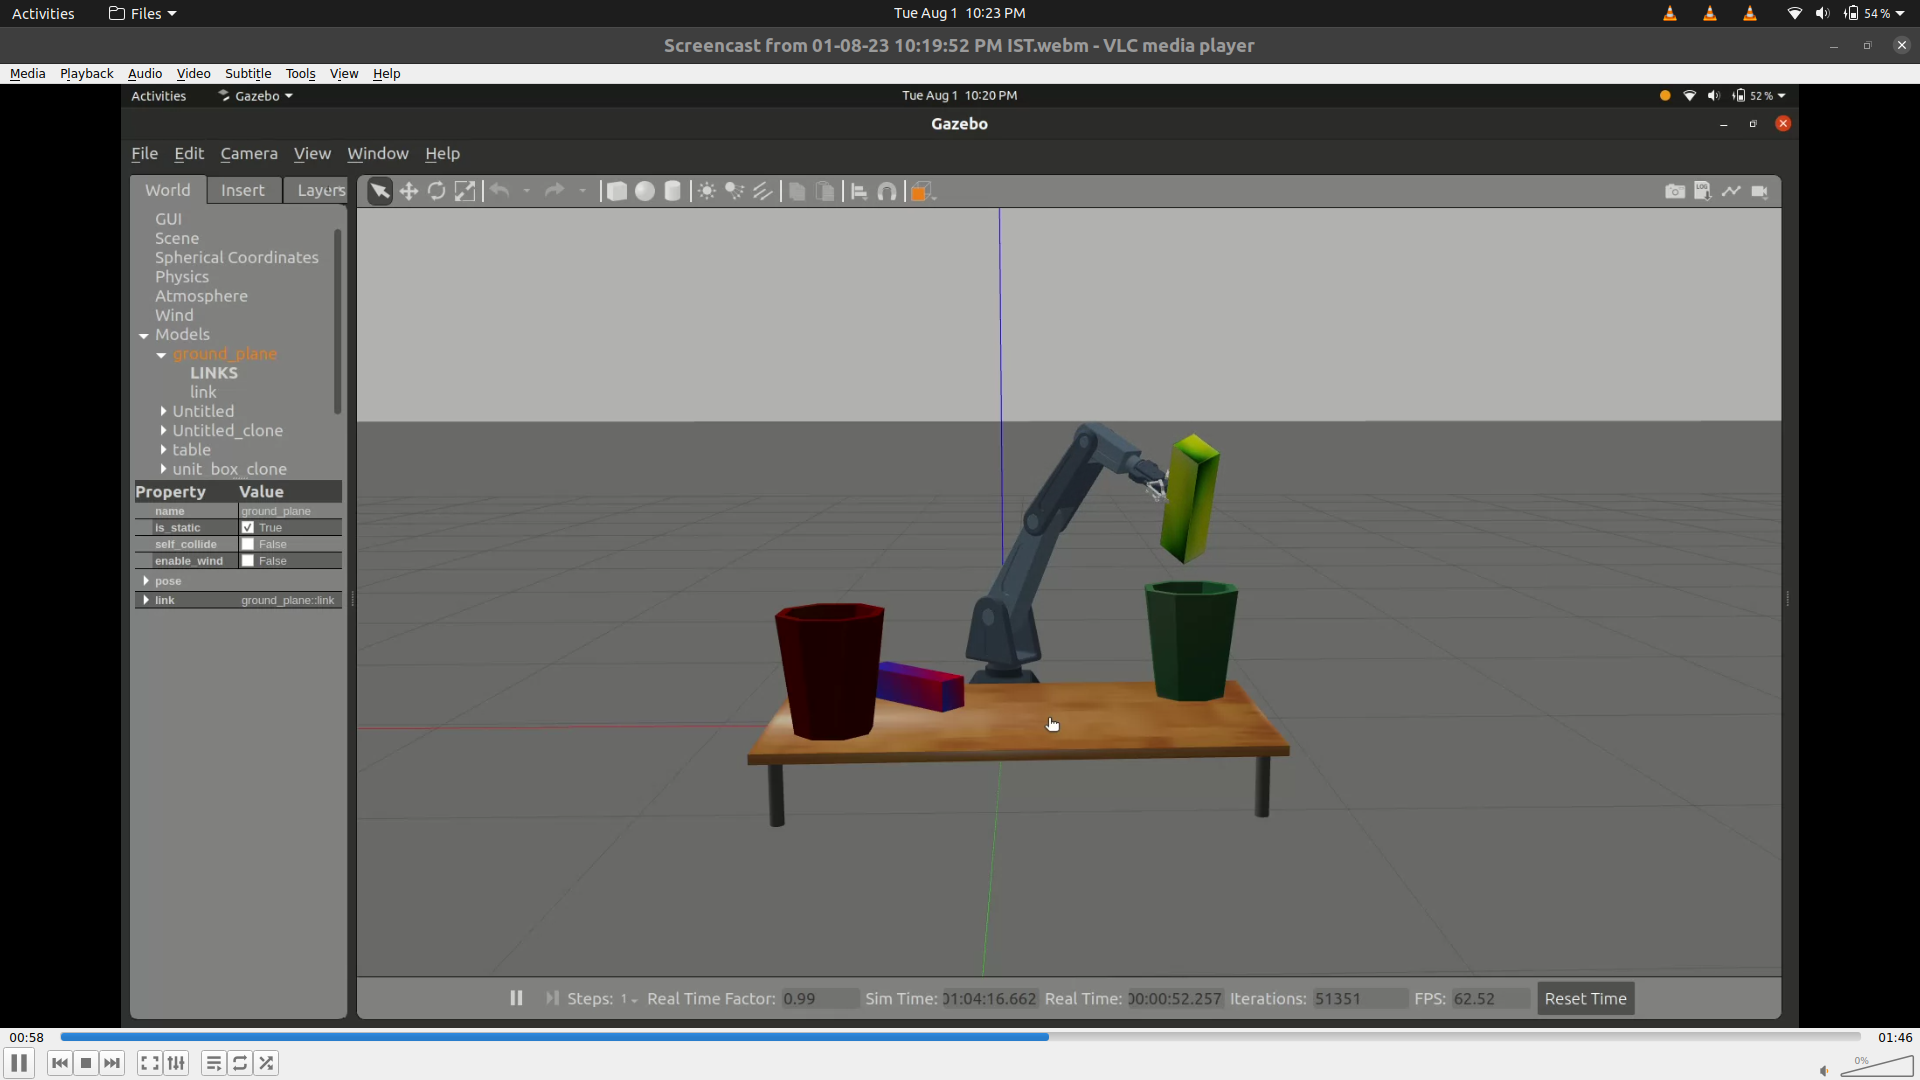 Activities Files Tue Aug 1 10:23 PM 54 %
Screencast from 01-08-23 10:19:52 PM IST.webm - VLC media player
Media Playback Audio Video Subtitle Tools View Help
Activities Gazebo Tue Aug 1 10:20 PM 52 %
Gazebo
File Edit Camera View Window Help
World Insert Layers
LOG
GUI
Scene
Spherical Coordinates
Physics
Atmosphere
Wind
Models
ground_plane
LINKS
link
Untitled
Untitled_clone
table
unit_box_clone
Property Value
name ground_plane
is_static True
self_collide False
enable_wind False
pose
link ground_plane::link
Steps: 1 Real Time Factor: 0.99 Sim Time: 01:04:16.662 Real Time: 00:00:52.257 Iterations: 51351 FPS: 62.52 Reset Time
00:58 01:46
0%